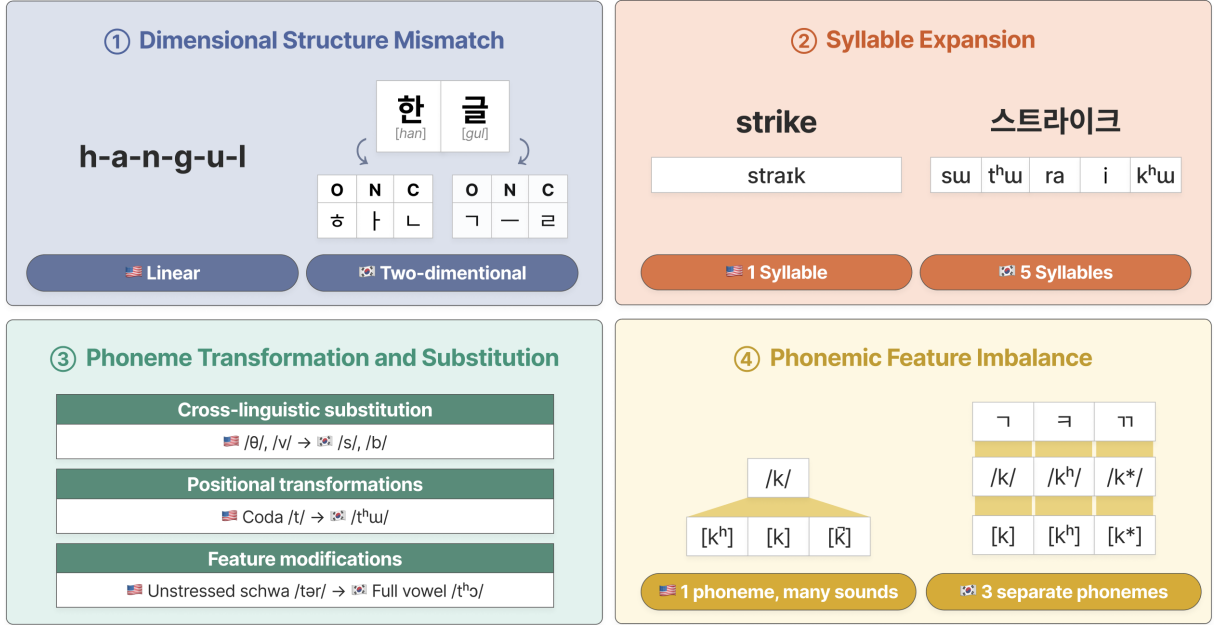 ① Dimensional Structure Mismatch
h-a-n-g-u-l
한 글
[han] [gul]
O N C O N C
ㅎ ㅏ ㄴ ㄱ ㅡ ㄹ
🇺🇸 Linear
🇰🇷 Two-dimentional
② Syllable Expansion
strike
straɪk
스트라이크
sɯ tʰɯ ra i kʰɯ
🇺🇸 1 Syllable
🇰🇷 5 Syllables
③ Phoneme Transformation and Substitution
Cross-linguistic substitution
🇺🇸 /θ/, /v/ → 🇰🇷 /s/, /b/
Positional transformations
🇺🇸 Coda /t/ → 🇰🇷 /tʰɯ/
Feature modifications
🇺🇸 Unstressed schwa /tər/ → 🇰🇷 Full vowel /tʰɔ/
④ Phonemic Feature Imbalance
/k/
[kʰ] [k] [k̚]
🇺🇸 1 phoneme, many sounds
ㄱ ㅋ ㄲ
/k/ /kʰ/ /k*/
[k] [kʰ] [k*]
🇰🇷 3 separate phonemes